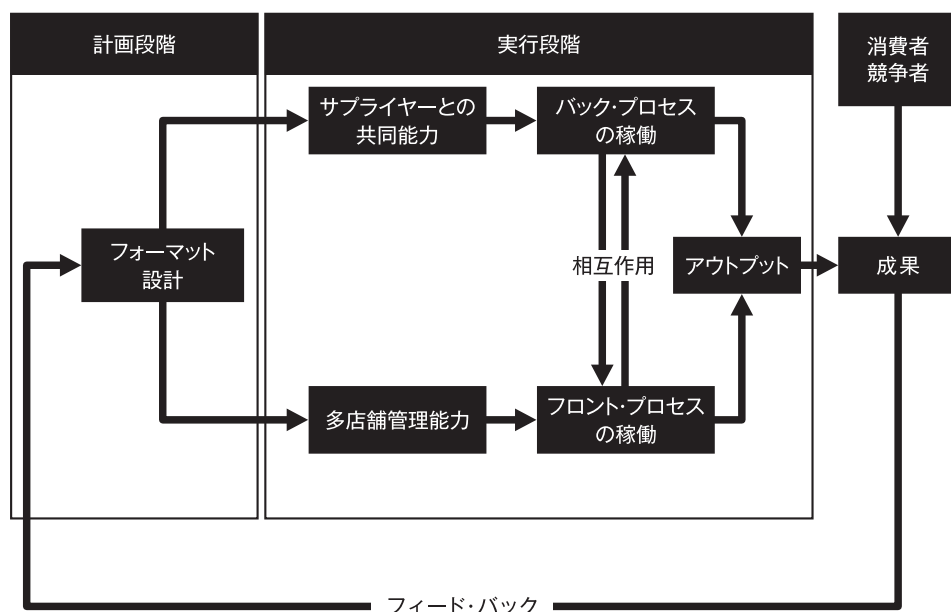 計画段階
実行段階
消費者
競争者
サプライヤーとの
共同能力
バック・プロセス
の稼働
フォーマット
設計
相互作用
アウトプット
成果
多店舗管理能力
フロント・プロセス
の稼働
フィード・バック